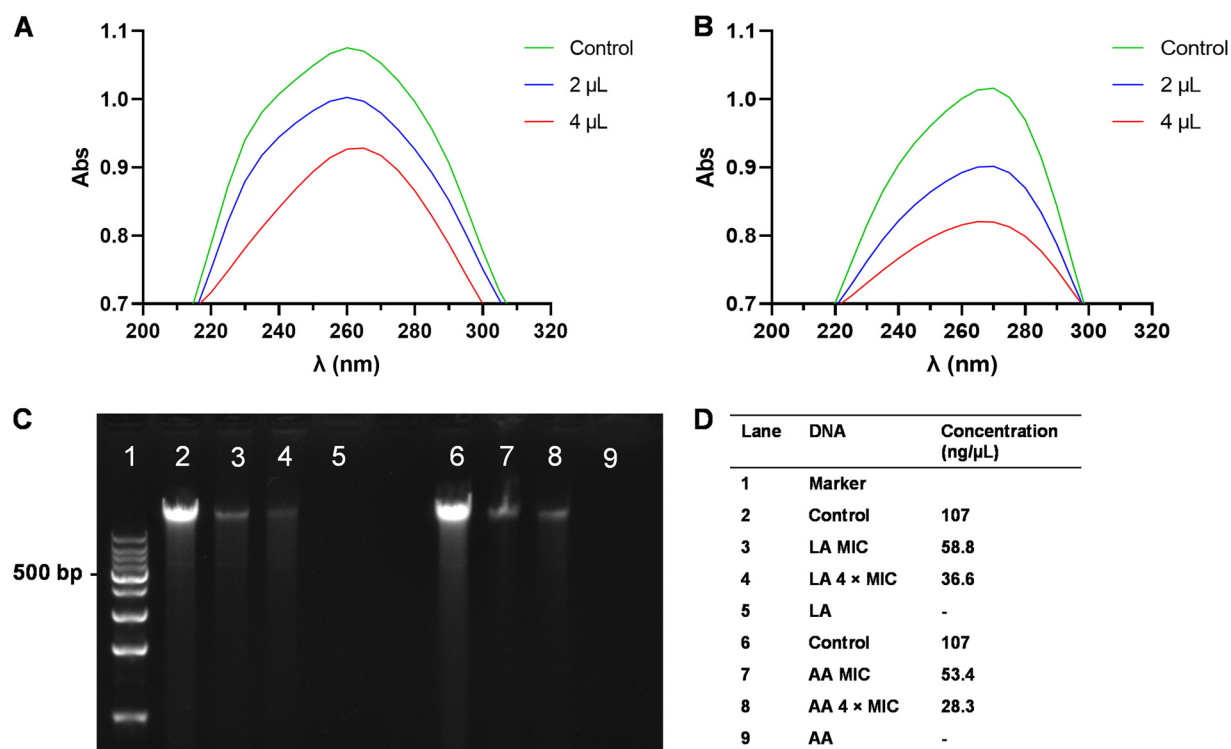 A
1.1
1.0
0.9
0.8
0.7
Abs
200 220 240 260 280 300 320
λ (nm)
Control
2 µL
4 µL
B
1.1
1.0
0.9
0.8
0.7
Abs
200 220 240 260 280 300 320
λ (nm)
Control
2 µL
4 µL
C
1 2 3 4 5 6 7 8 9
500 bp
D
Lane DNA Concentration
(ng/µL)
1 Marker
2 Control 107
3 LA MIC 58.8
4 LA 4 × MIC 36.6
5 LA -
6 Control 107
7 AA MIC 53.4
8 AA 4 × MIC 28.3
9 AA -